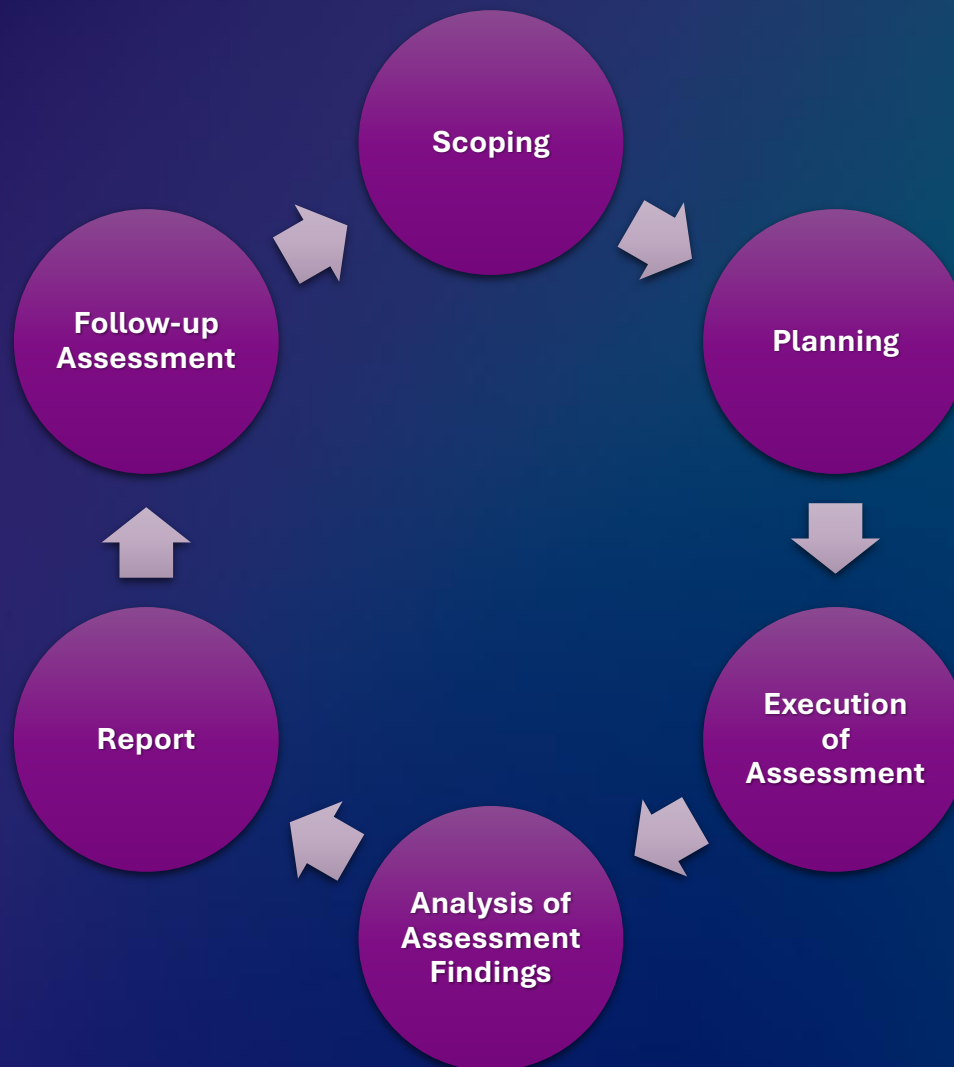 Scoping
Planning
Execution
of
Assessment
Analysis of
Assessment
Findings
Report
Follow-up
Assessment